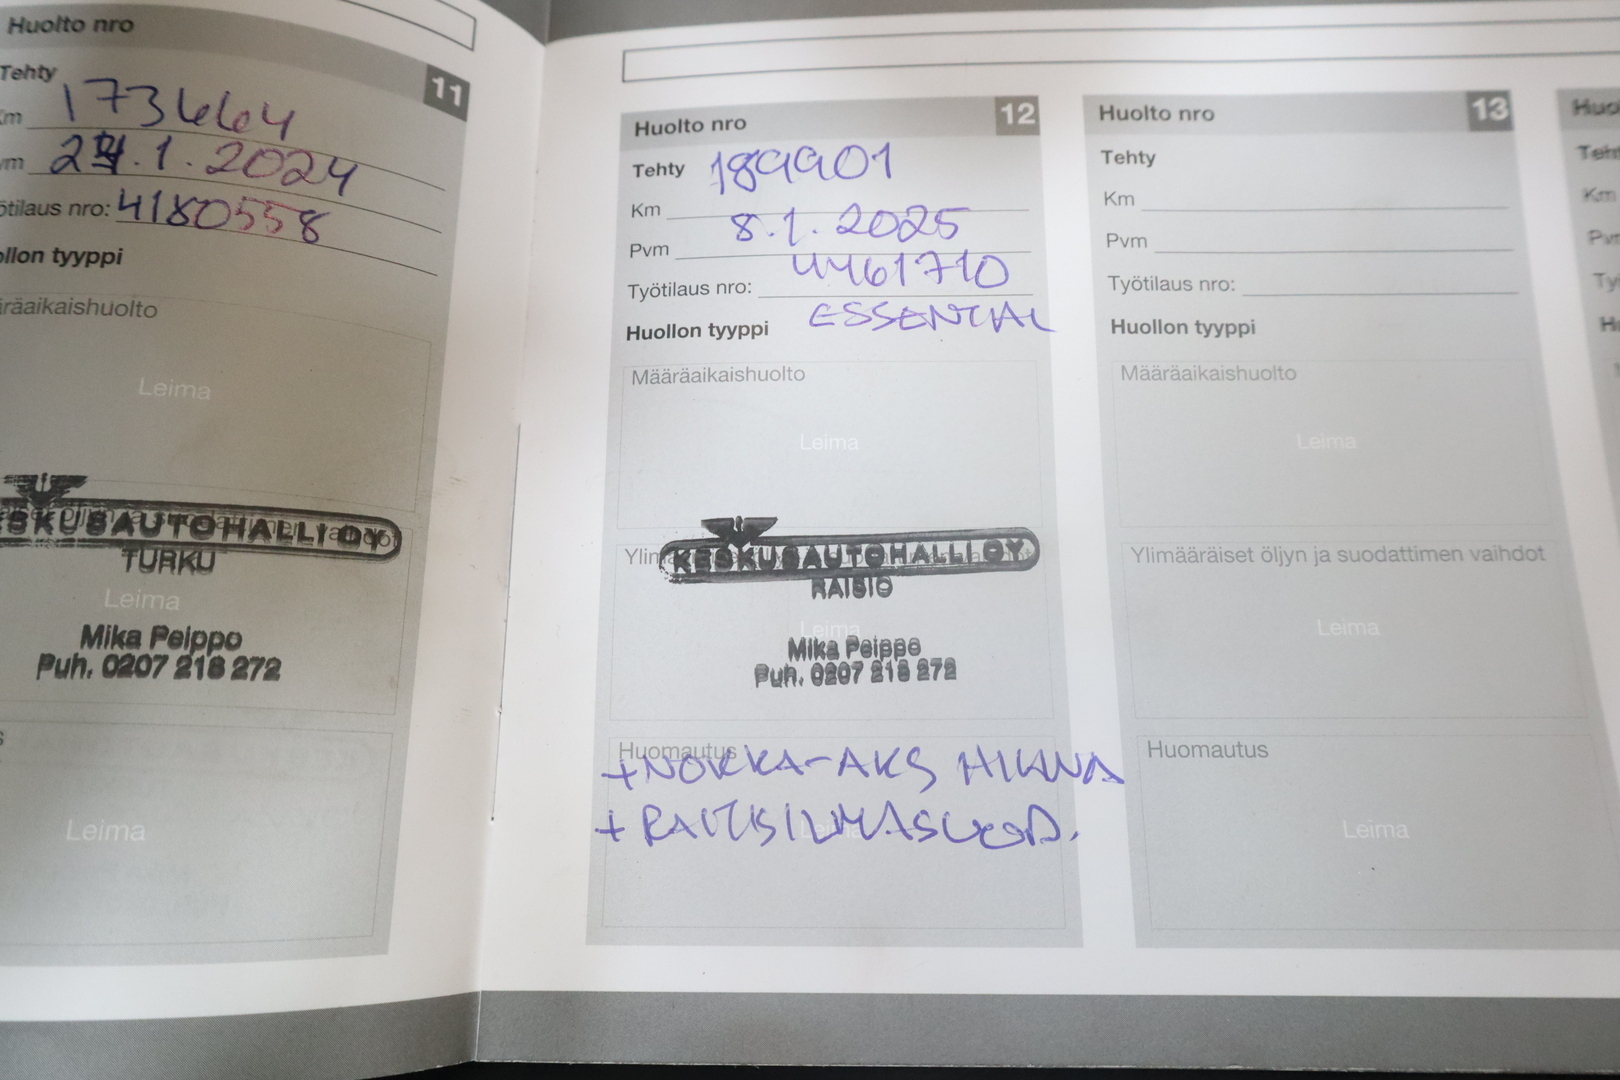 Huolto nro
11
Tehty
173664
Km
24.1.2024
Työtilaus nro: 4180558
Huollon tyyppi
Määräaikaishuolto
Leima
KESKUSAUTOHALLI OY
TURKU
Leima
Mika Peippo
Puh. 0207 218 272
Leima
Huolto nro
12
Tehty
189901
Km
8.1.2025
Pvm
4461710
Työtilaus nro:
ESSENTIAL
Huollon tyyppi
Määräaikaishuolto
Leima
KESKUSAUTOHALLI OY
RAISIO
Leima
Mika Peippo
Puh. 0207 218 272
Huomautus
+NOKKA-AKS HIHNA
+RAITISILMASUOD.
Leima
Huolto nro
13
Tehty
Km
Pvm
Työtilaus nro:
Huollon tyyppi
Määräaikaishuolto
Leima
Ylimääräiset öljyn ja suodattimen vaihdot
Leima
Huomautus
Leima